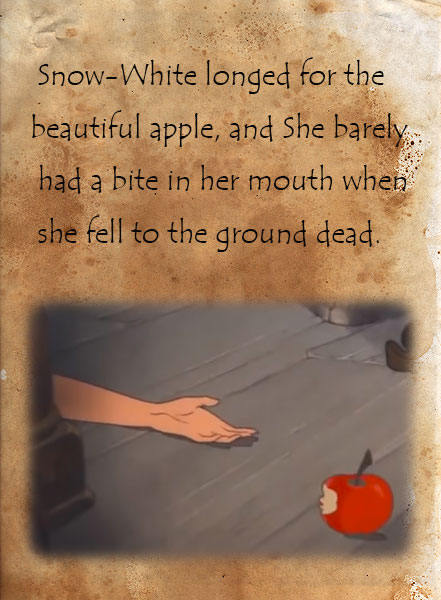 Snow-White longed for the
beautiful apple, and She barely
had a bite in her mouth when
she fell to the ground dead.